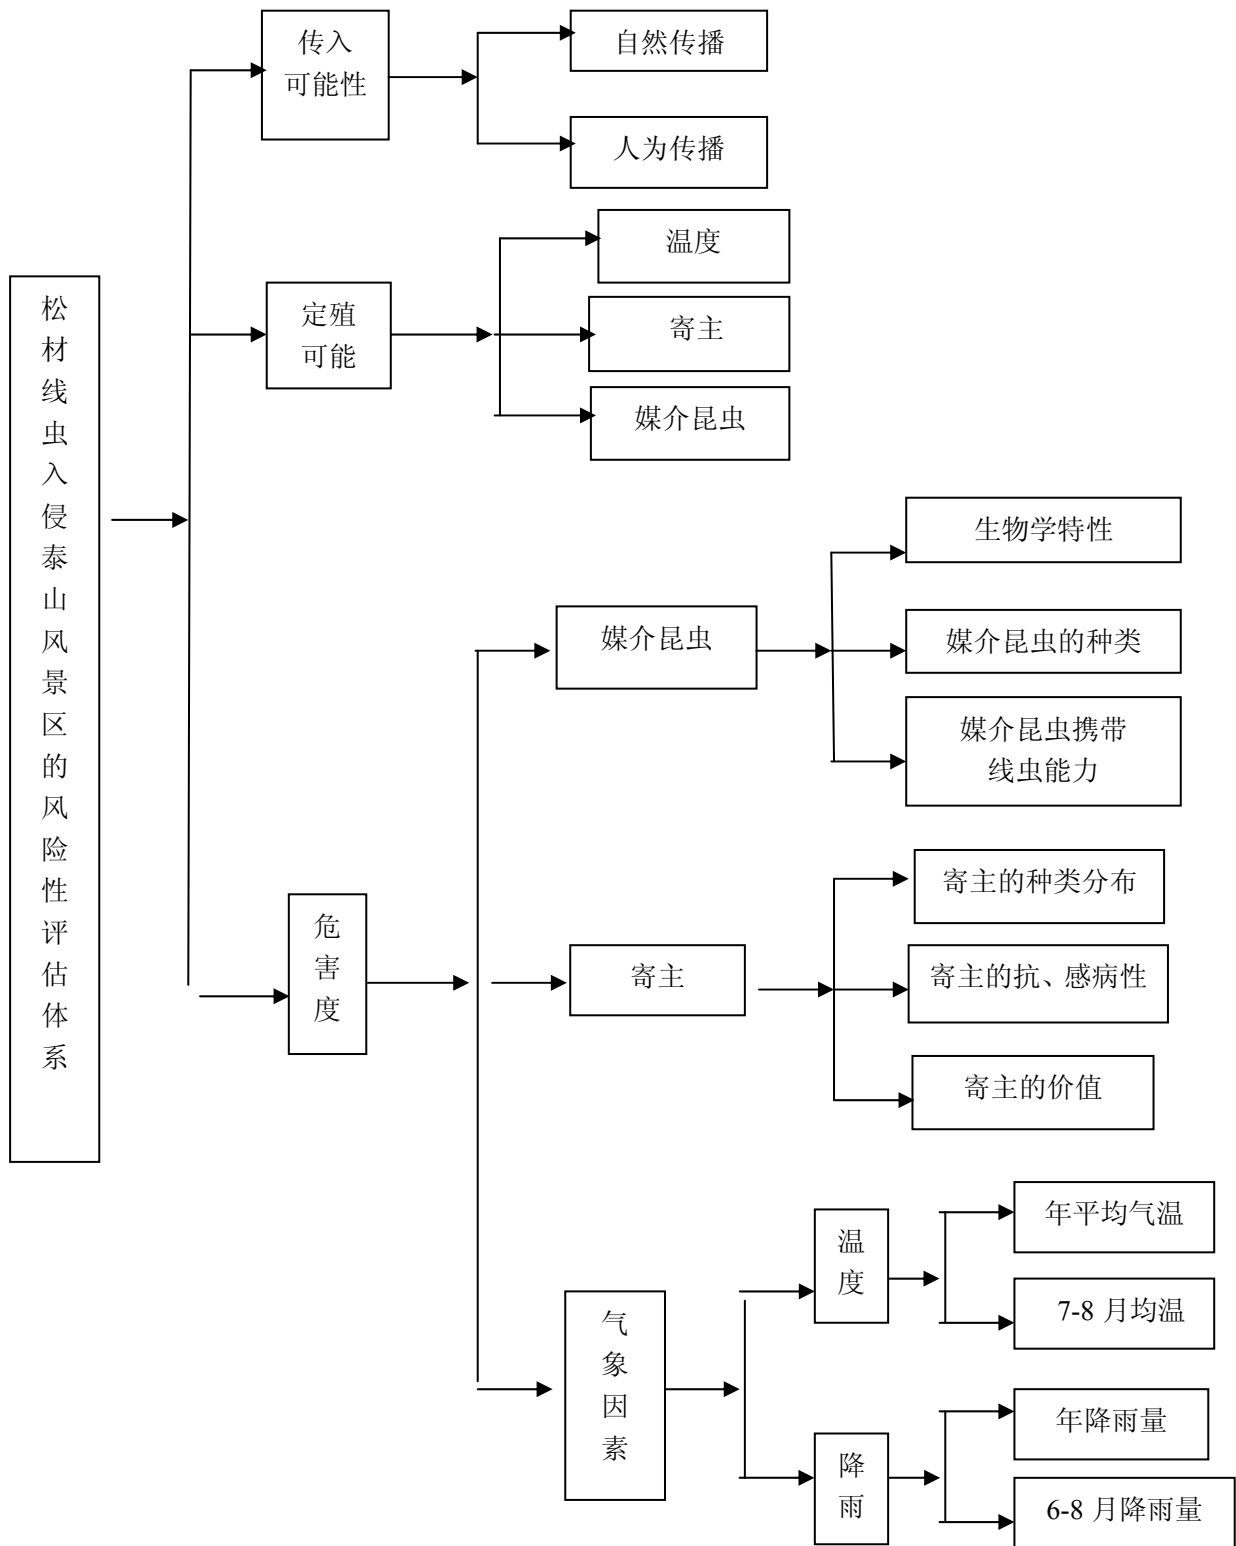 松材线虫入侵泰山风景区的风险性评估体系
传入
可能性
自然传播
人为传播
定殖
可能
温度
寄主
媒介昆虫
危害度
媒介昆虫
生物学特性
媒介昆虫的种类
媒介昆虫携带
线虫能力
寄主
寄主的种类分布
寄主的抗、感病性
寄主的价值
气象因素
温度
年平均气温
7-8 月均温
降雨
年降雨量
6-8 月降雨量